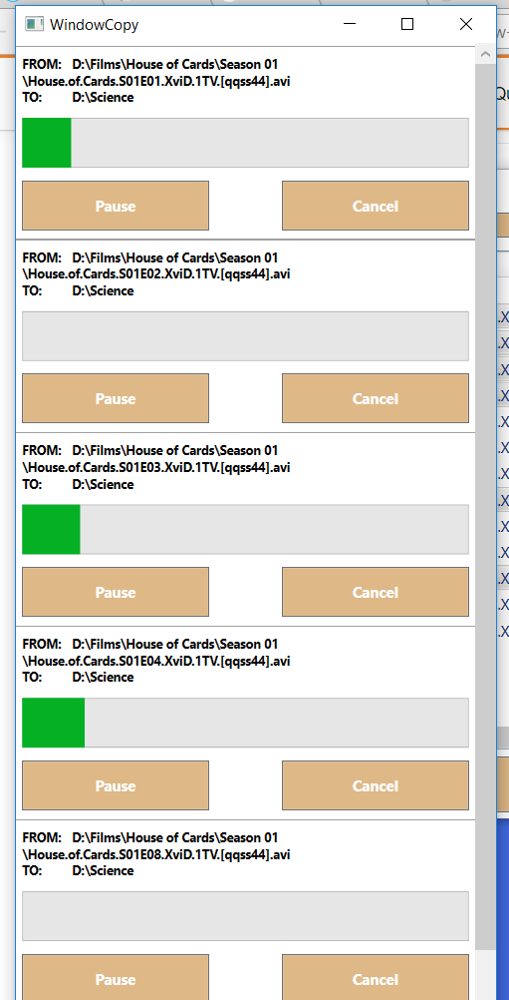 WindowCopy
FROM: D:\Films\House of Cards\Season 01
\House.of.Cards.S01E01.XviD.1TV.[qqss44].avi
TO: D:\Science
Pause Cancel
FROM: D:\Films\House of Cards\Season 01
\House.of.Cards.S01E02.XviD.1TV.[qqss44].avi
TO: D:\Science
Pause Cancel
FROM: D:\Films\House of Cards\Season 01
\House.of.Cards.S01E03.XviD.1TV.[qqss44].avi
TO: D:\Science
Pause Cancel
FROM: D:\Films\House of Cards\Season 01
\House.of.Cards.S01E04.XviD.1TV.[qqss44].avi
TO: D:\Science
Pause Cancel
FROM: D:\Films\House of Cards\Season 01
\House.of.Cards.S01E08.XviD.1TV.[qqss44].avi
TO: D:\Science
Pause Cancel